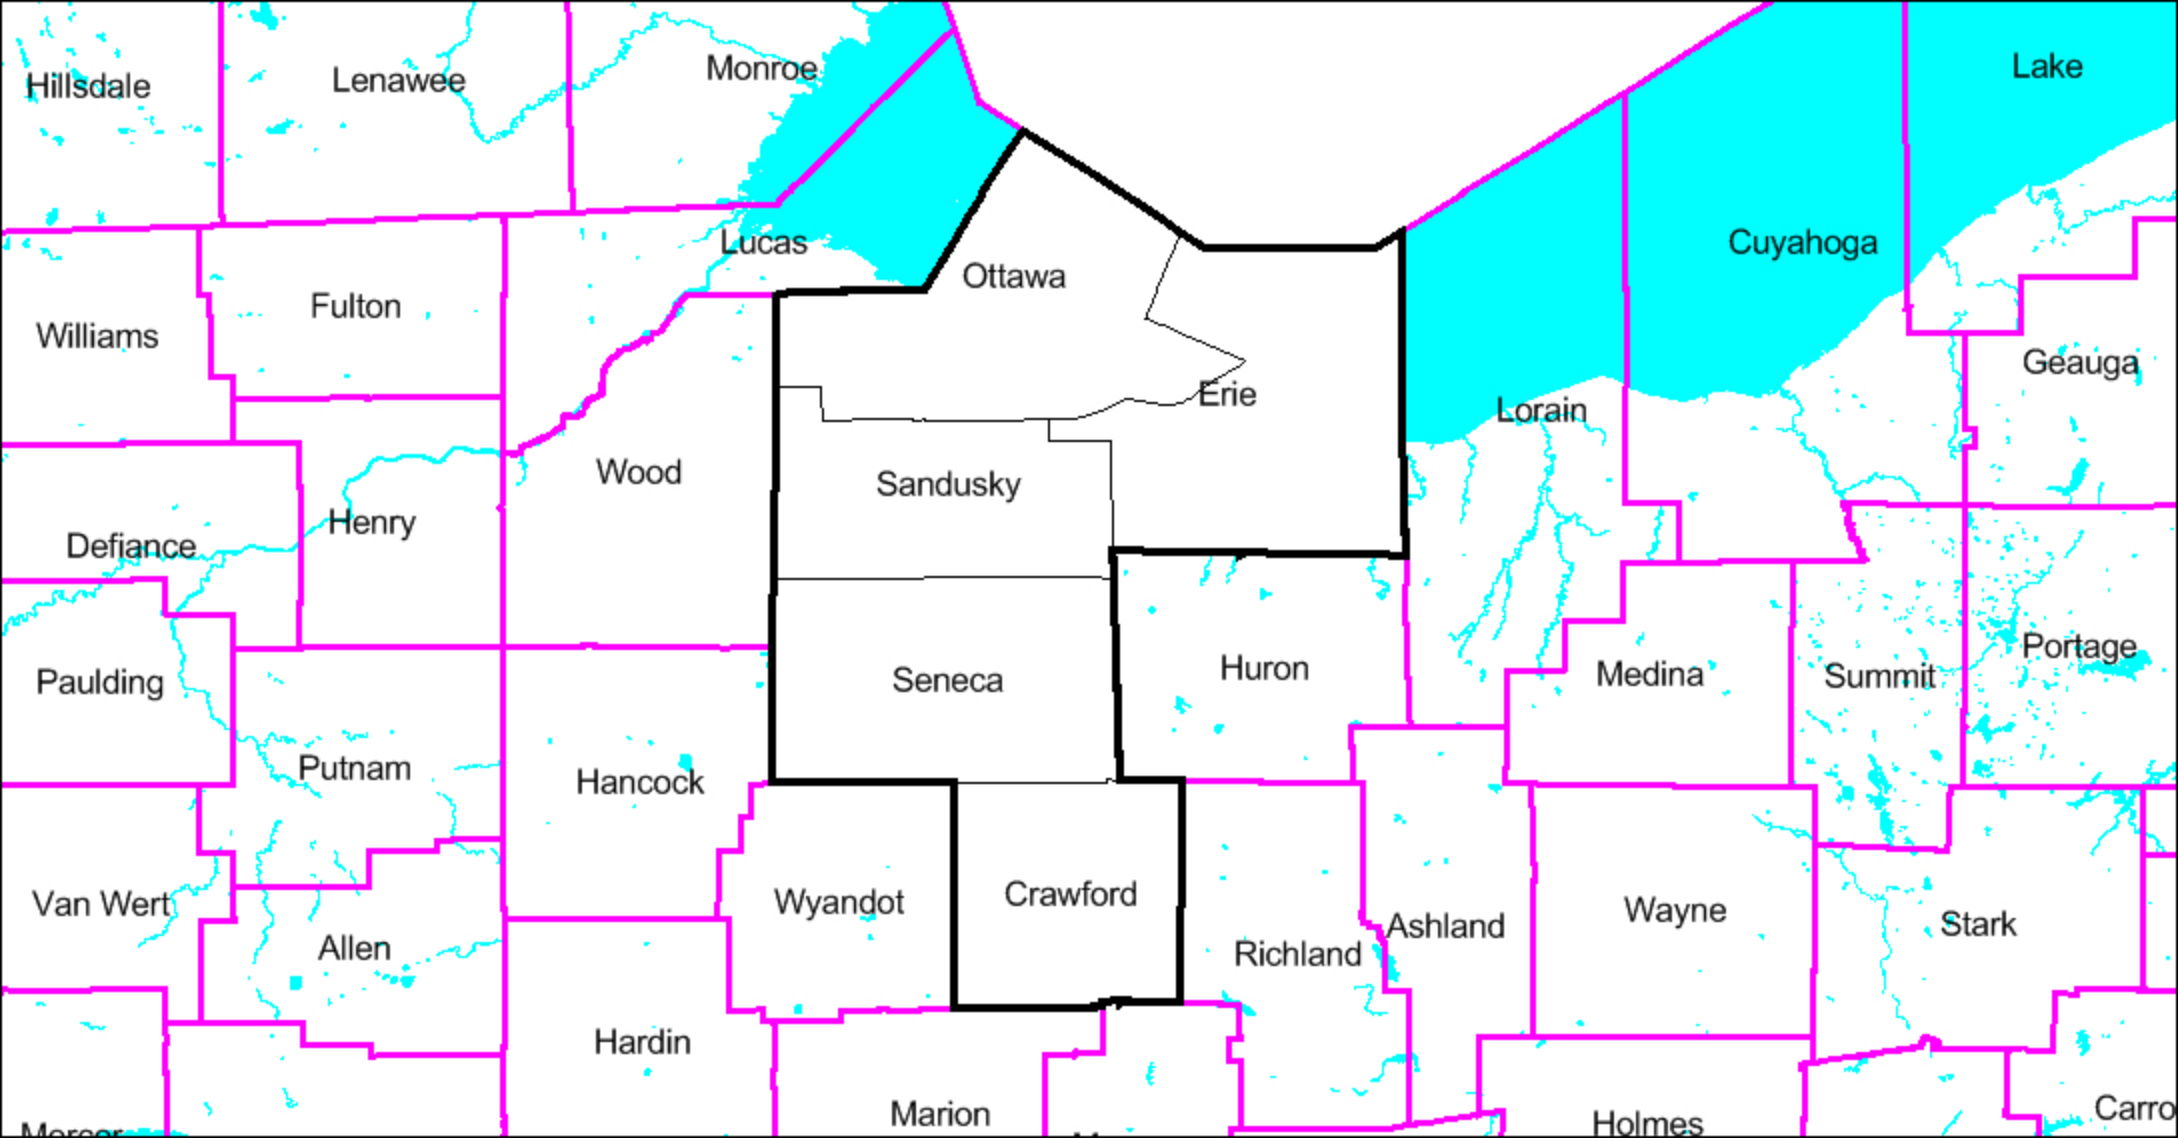 Hillsdale
Lenawee
Monroe
Lake
Lucas
Cuyahoga
Ottawa
Fulton
Williams
Geauga
Erie
Lorain
Wood
Sandusky
Henry
Defiance
Portage
Huron
Medina
Summit
Seneca
Paulding
Putnam
Hancock
Crawford
Wyandot
Van Wert
Wayne
Stark
Ashland
Allen
Richland
Hardin
Carro
Marion
Holmes
Mercer